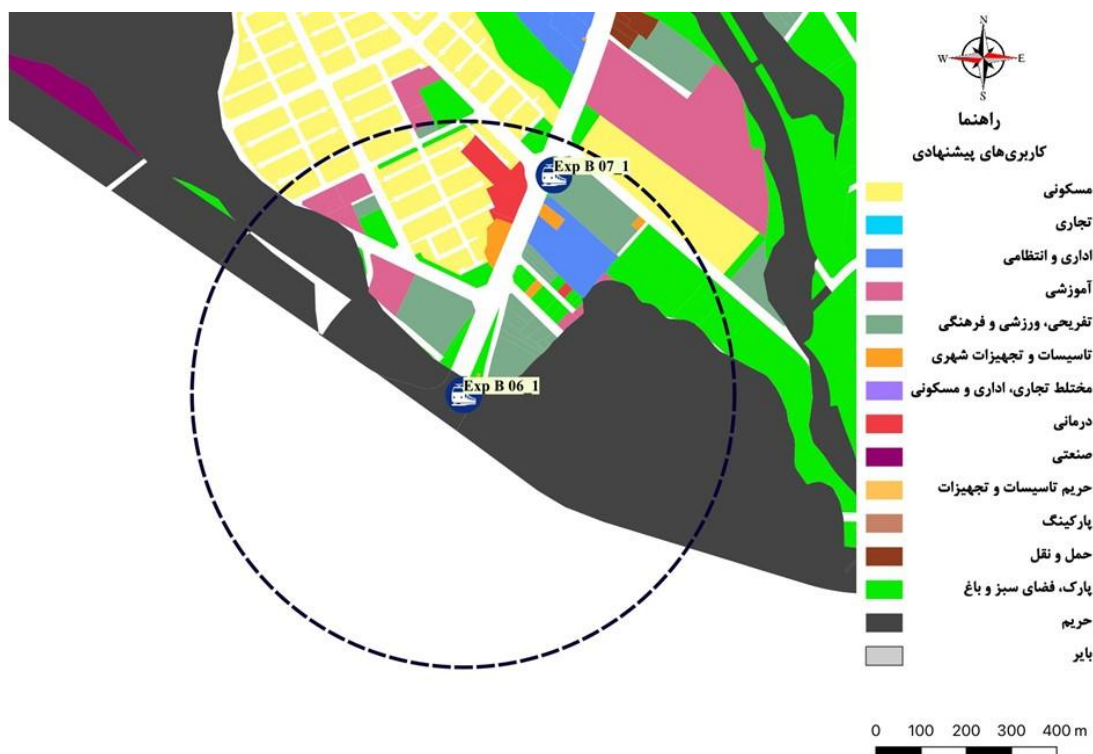 Exp B 07_1
Exp B 06_1
N
W
E
S
راهنما
کاربری‌های پیشنهادی
مسکونی
تجاری
اداری و انتظامی
آموزشی
تفریحی، ورزشی و فرهنگی
تاسیسات و تجهیزات شهری
مختلط تجاری، اداری و مسکونی
درمانی
صنعتی
حریم تاسیسات و تجهیزات
پارکینگ
حمل و نقل
پارک، فضای سبز و باغ
حریم
بایر
0 100 200 300 400 m